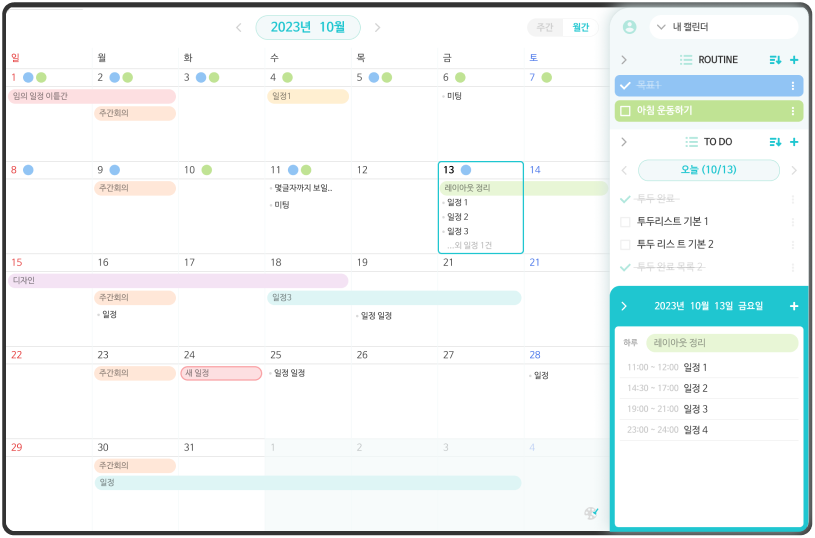 2023년 10월
주간 월간
일 월 화 수 목 금 토
1 2 3 4 5 6 7
임의 일정 이틀간
일정1
미팅
주간회의
8 9 10 11 12 13 14
주간회의
몇글자까지 보일..
레이아웃 정리
미팅
일정 1
일정 2
일정 3
...외 일정 1건
15 16 17 18 19 21 21
디자인
주간회의
일정3
일정
일정 일정
22 23 24 25 26 27 28
주간회의
새 일정
일정 일정
일정
29 30 31 1 2 3 4
주간회의
일정
내 캘린더
ROUTINE
목표1
아침 운동하기
TO DO
오늘 (10/13)
투두 완료
투두리스트 기본 1
투두 리스 트 기본 2
투두 완료 목록 2
2023년 10월 13일 금요일
하루 레이아웃 정리
11:00 ~ 12:00 일정 1
14:30 ~ 17:00 일정 2
19:00 ~ 21:00 일정 3
23:00 ~ 24:00 일정 4